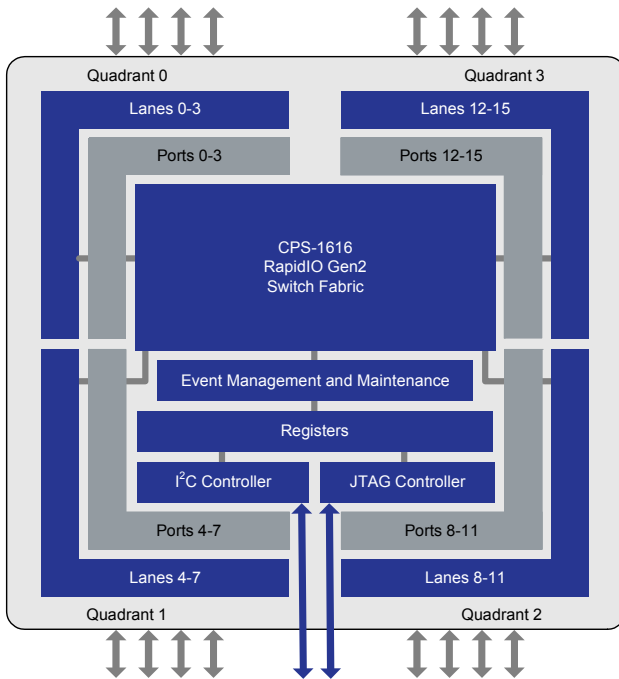 Quadrant 0
Quadrant 3
Lanes 0-3
Lanes 12-15
Ports 0-3
Ports 12-15
CPS-1616
RapidIO Gen2
Switch Fabric
Event Management and Maintenance
Registers
I²C Controller
JTAG Controller
Ports 4-7
Ports 8-11
Lanes 4-7
Lanes 8-11
Quadrant 1
Quadrant 2